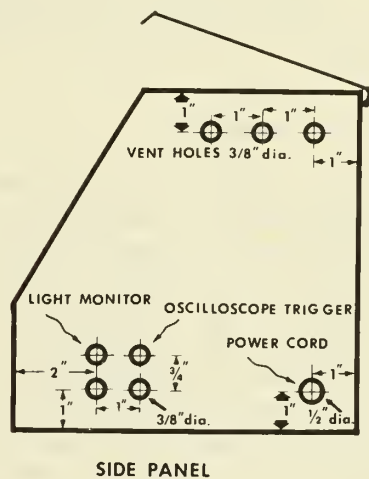 1" 1" 1"
VENT HOLES 3/8" dia.
1"
LIGHT MONITOR
OSCILLOSCOPE TRIGGER
POWER CORD
2" 3/4" 1"
1" 1" 1"
3/8" dia. 1/2" dia.
SIDE PANEL